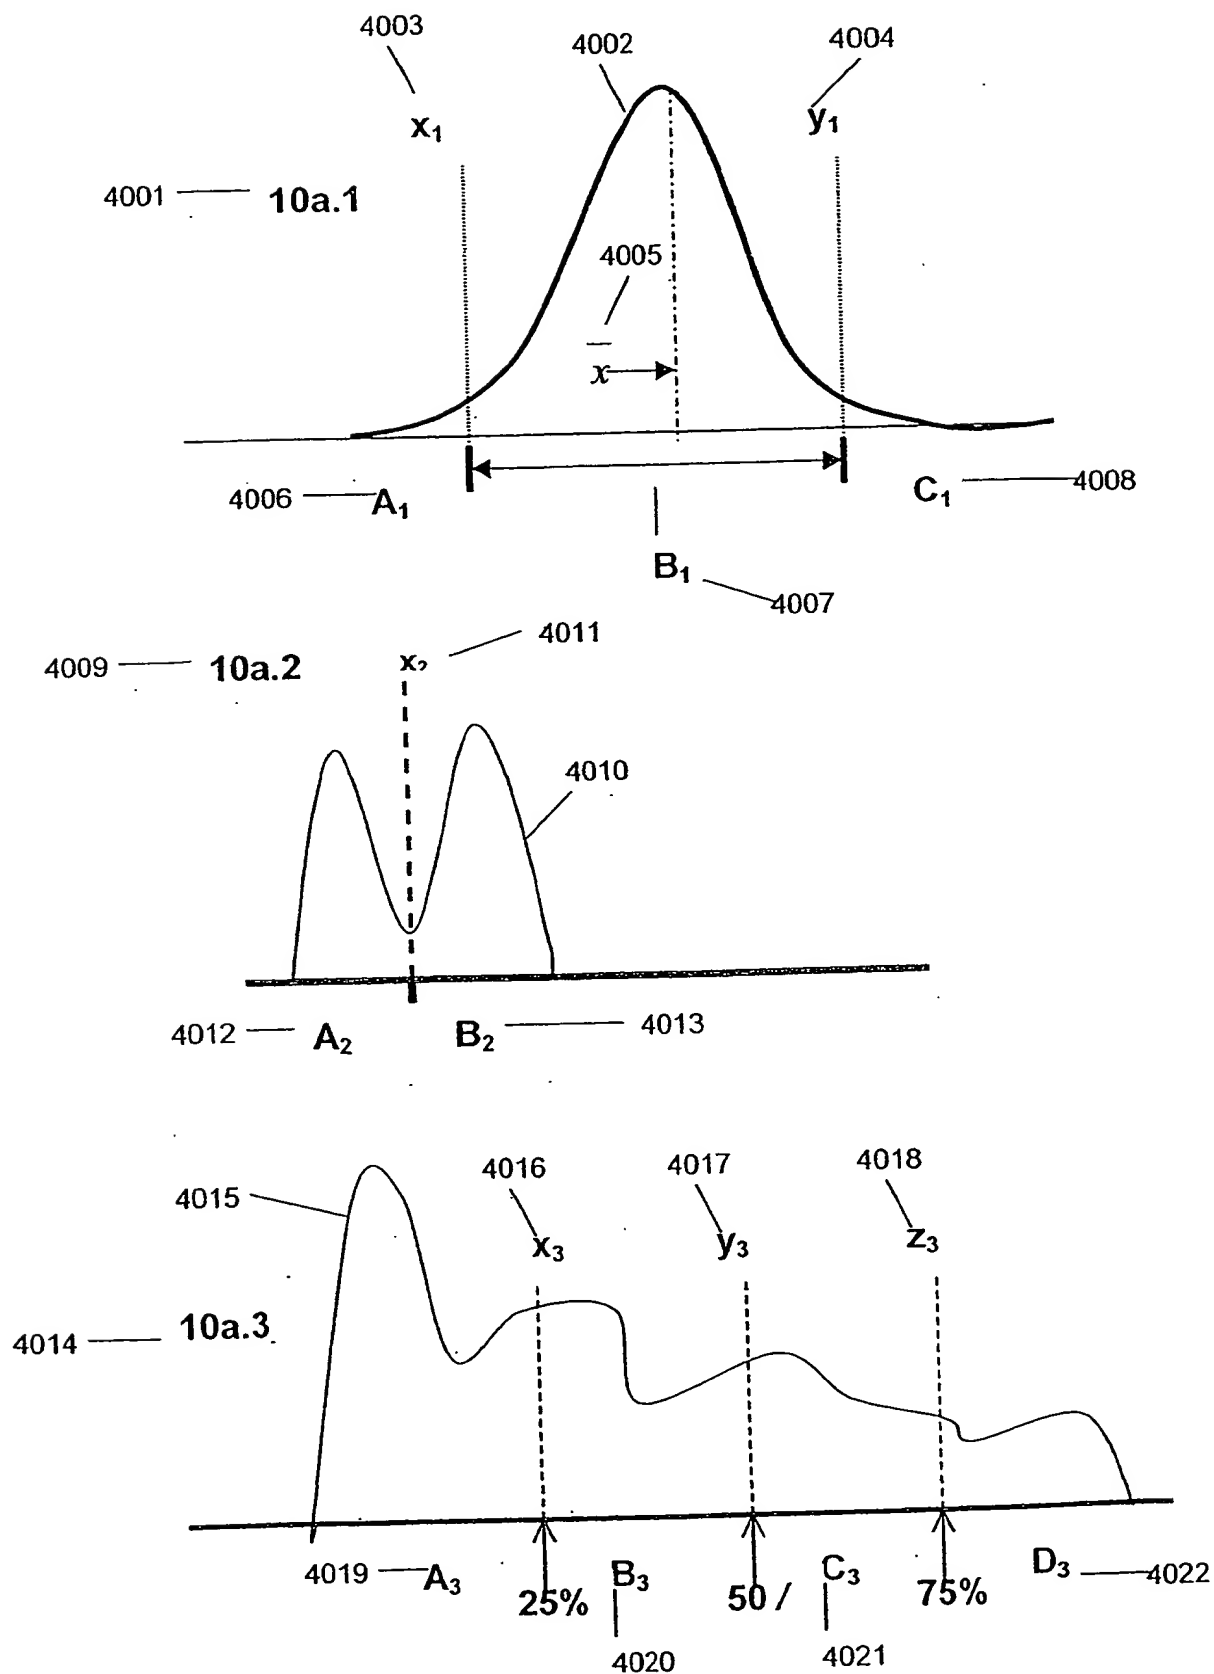 4003
4002
4004
x₁
y₁
4001
10a.1
4005
x̄
4006
A₁
C₁
4008
B₁
4007
4009
10a.2
x₂
4011
4010
4012
A₂
B₂
4013
4015
4016
4017
4018
x₃
y₃
z₃
4014
10a.3
4019
A₃
B₃
C₃
D₃
4022
25%
50 /
75%
4020
4021